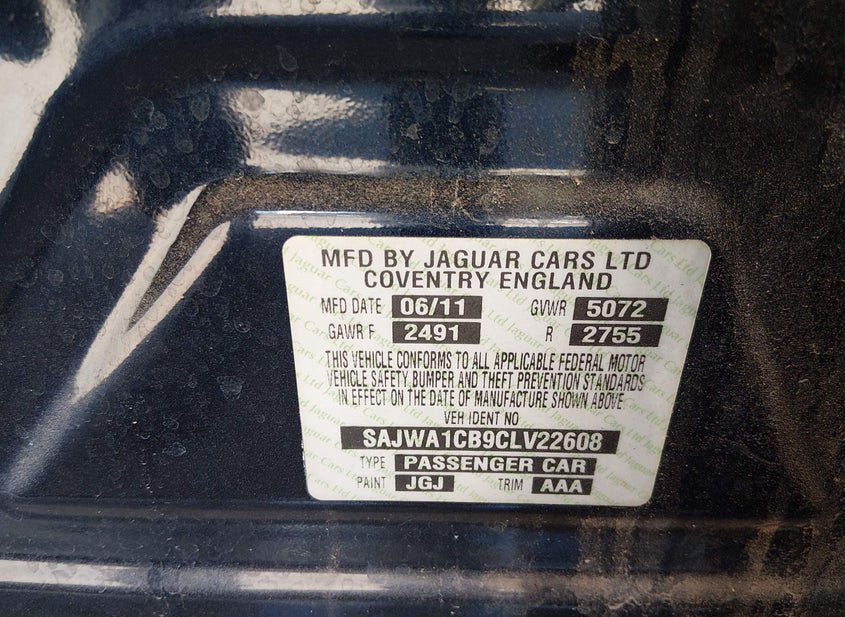 MFD BY JAGUAR CARS LTD
COVENTRY ENGLAND
MFD DATE 06/11 GVWR 5072
GAWR F 2491 R 2755
THIS VEHICLE CONFORMS TO ALL APPLICABLE FEDERAL MOTOR
VEHICLE SAFETY, BUMPER AND THEFT PREVENTION STANDARDS
IN EFFECT ON THE DATE OF MANUFACTURE SHOWN ABOVE.
VEH IDENT NO
SAJWA1CB9CLV22608
TYPE PASSENGER CAR
PAINT JGJ TRIM AAA